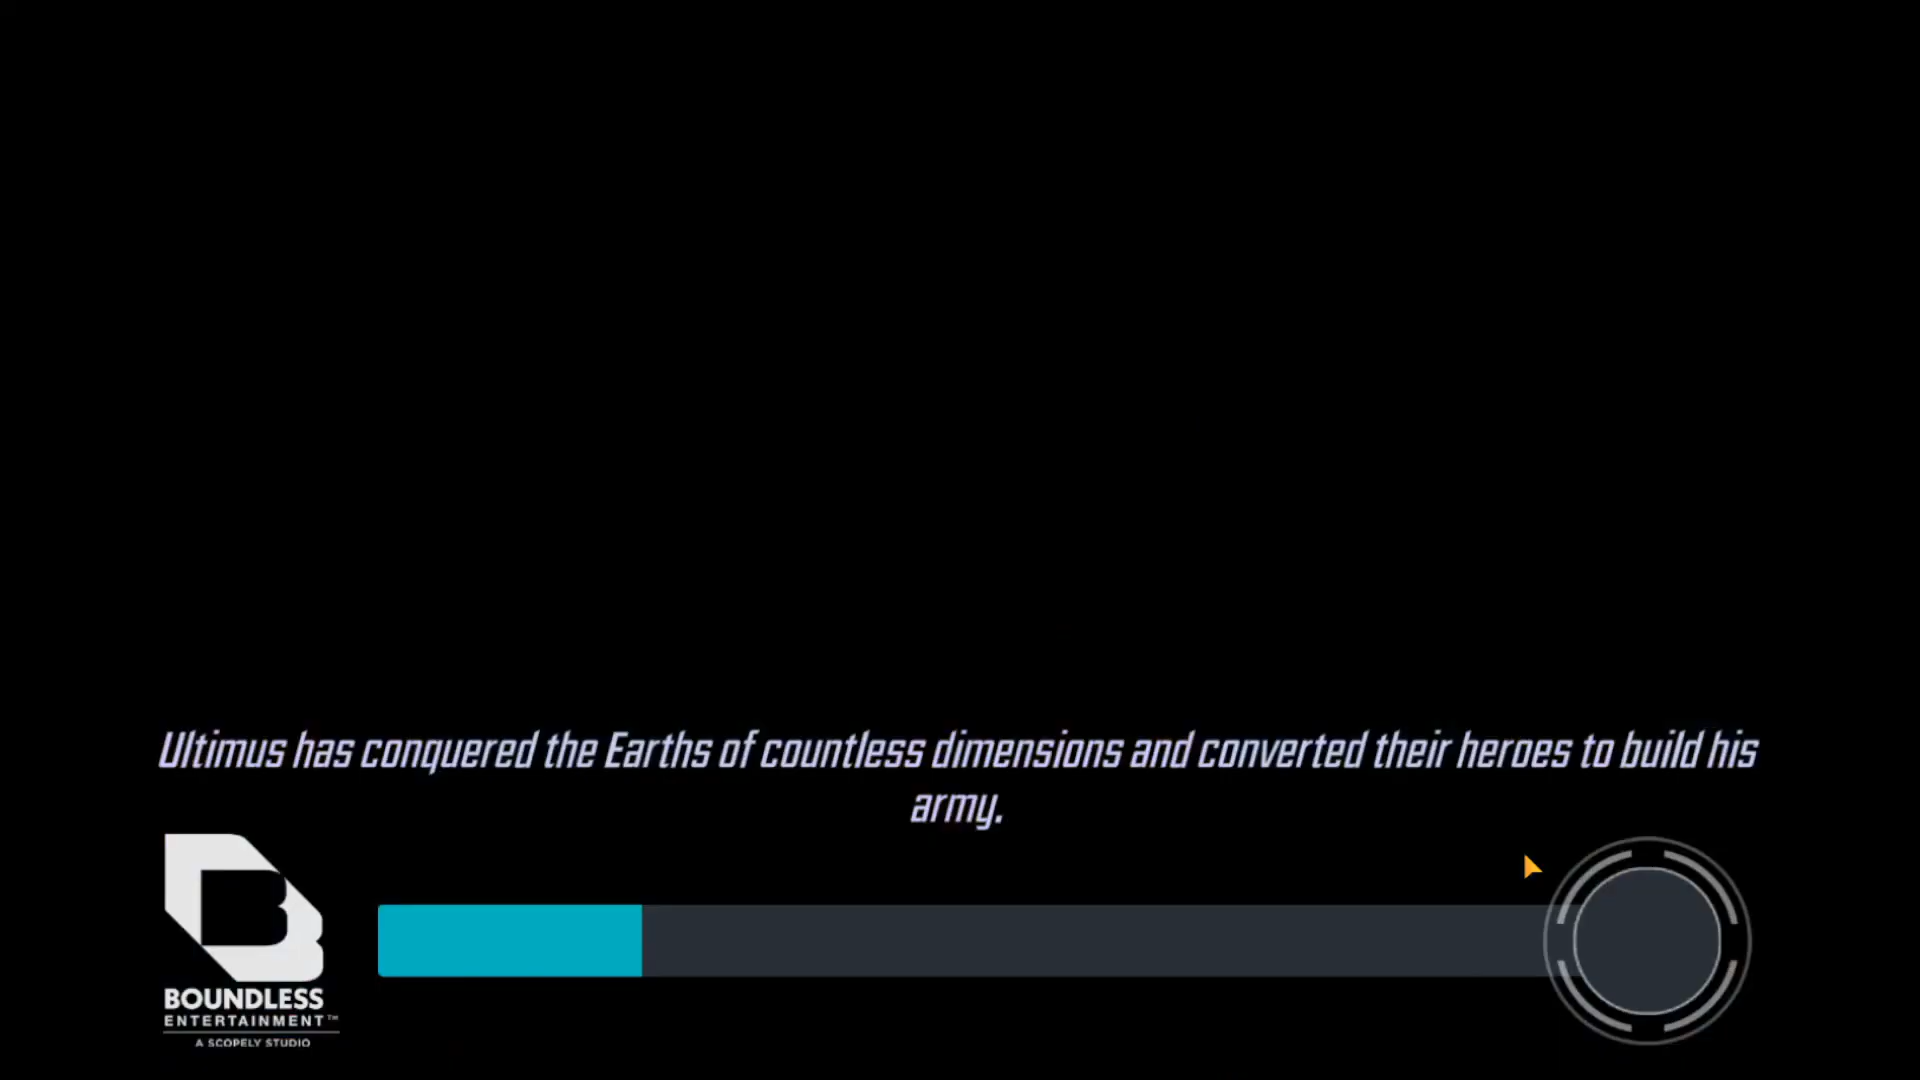 Ultimus has conquered the Earths of countless dimensions and converted their heroes to build his
army.
BOUNDLESS
ENTERTAINMENT™
A SCOPELY STUDIO